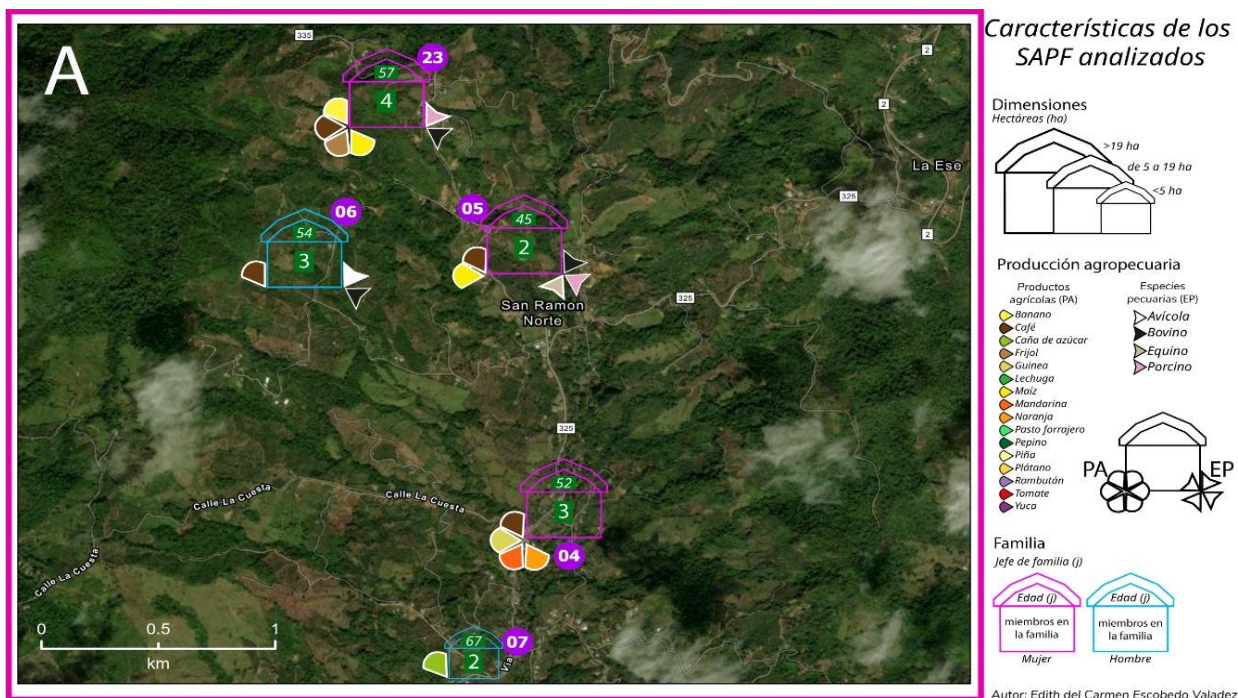 A
335
23
57
4
2
2
La Ese
325
2
06
54
3
05
45
2
San Ramon
Norte
325
325
52
3
04
Calle La Cuesta
Calle La Cuesta
Calle La Cuesta
67
07
2
0 0.5 1
km
Características de los
SAPF analizados
Dimensiones
Hectáreas (ha)
>19 ha
de 5 a 19 ha
<5 ha
Producción agropecuaria
Productos
agrícolas (PA)
Banano
Café
Caña de azúcar
Frijol
Guinea
Lechuga
Maíz
Mandarina
Naranja
Pasto forrajero
Pepino
Piña
Plátano
Rambután
Tomate
Yuca
Especies
pecuarias (EP)
Avícola
Bovino
Equino
Porcino
PA
EP
Familia
Jefe de familia (j)
Edad (j)
miembros en
la familia
Mujer
Edad (j)
miembros en
la familia
Hombre
Autor: Edith del Carmen Escobedo Valadez